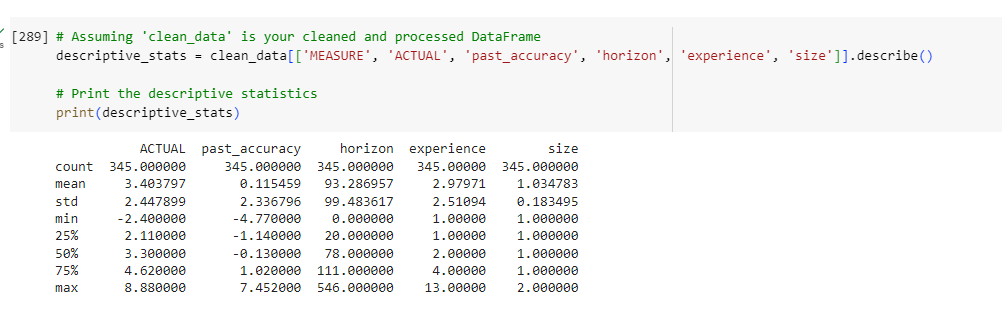 [289] # Assuming 'clean_data' is your cleaned and processed DataFrame
s
descriptive_stats = clean_data[['MEASURE', 'ACTUAL', 'past_accuracy', 'horizon', 'experience', 'size']].describe()
# Print the descriptive statistics
print(descriptive_stats)
ACTUAL past_accuracy horizon experience size
count 345.000000 345.000000 345.000000 345.00000 345.000000
mean 3.403797 0.115459 93.286957 2.97971 1.034783
std 2.447899 2.336796 99.483617 2.51094 0.183495
min -2.400000 -4.770000 0.000000 1.00000 1.000000
25% 2.110000 -1.140000 20.000000 1.00000 1.000000
50% 3.300000 -0.130000 78.000000 2.00000 1.000000
75% 4.620000 1.020000 111.000000 4.00000 1.000000
max 8.880000 7.452000 546.000000 13.00000 2.000000